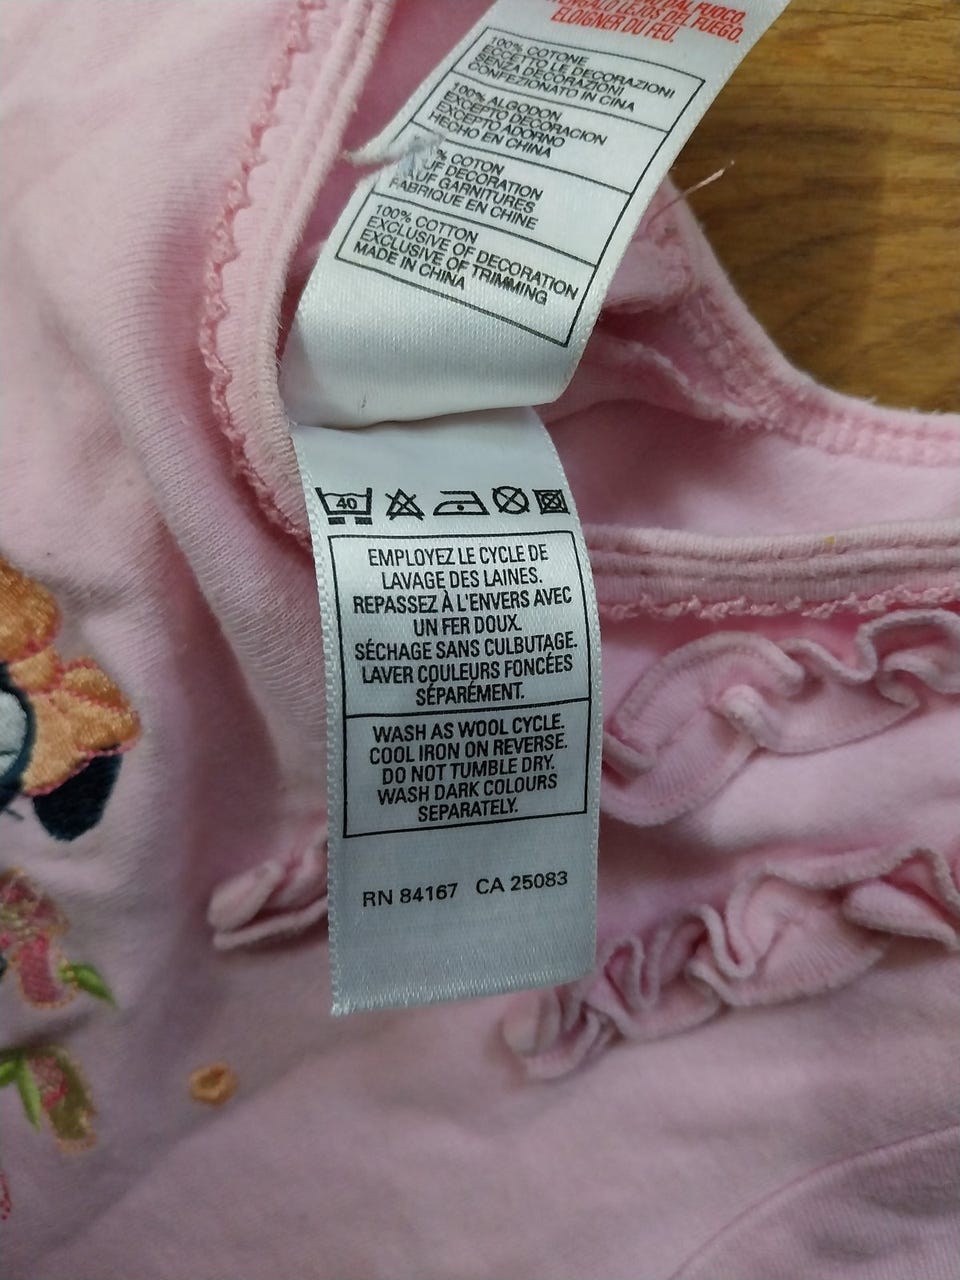 DAL FUOCO.
DEL FUEGO.
ELOIGNER DU FEU.
100% COTONE
ECCETTO LE DECORAZIONI
SENZA DECORAZIONI
CONFEZIONATO IN CINA
100% ALGODON
EXCEPTO DECORACION
EXCEPTO ADORNO
HECHO EN CHINA
% COTON
UF DECORATION
AUF GARNITURES
FABRIQUE EN CHINE
100% COTTON
EXCLUSIVE OF DECORATION
EXCLUSIVE OF TRIMMING
MADE IN CHINA
40
EMPLOYEZ LE CYCLE DE
LAVAGE DES LAINES.
REPASSEZ À L'ENVERS AVEC
UN FER DOUX.
SÉCHAGE SANS CULBUTAGE.
LAVER COULEURS FONCÉES
SÉPARÉMENT.
WASH AS WOOL CYCLE.
COOL IRON ON REVERSE.
DO NOT TUMBLE DRY.
WASH DARK COLOURS
SEPARATELY.
RN 84167 CA 25083